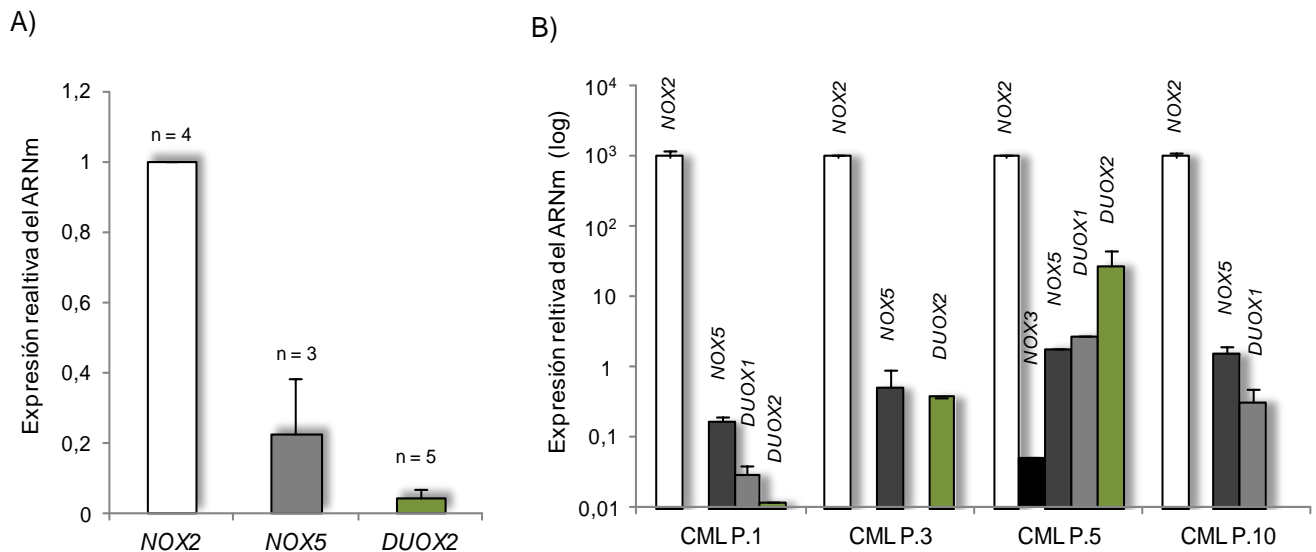 A)
Expresión realtiva del ARNm
1,2
1
0,8
0,6
0,4
0,2
0
n = 4
n = 3
n = 5
NOX2
NOX5
DUOX2
B)
Expresión reltiva del ARNm (log)
10⁴
10³
10²
10
1
0,1
0,01
NOX2
NOX5
DUOX1
DUOX2
NOX2
NOX5
DUOX2
NOX2
NOX3
NOX5
DUOX1
DUOX2
NOX2
NOX5
DUOX1
CML P.1
CML P.3
CML P.5
CML P.10